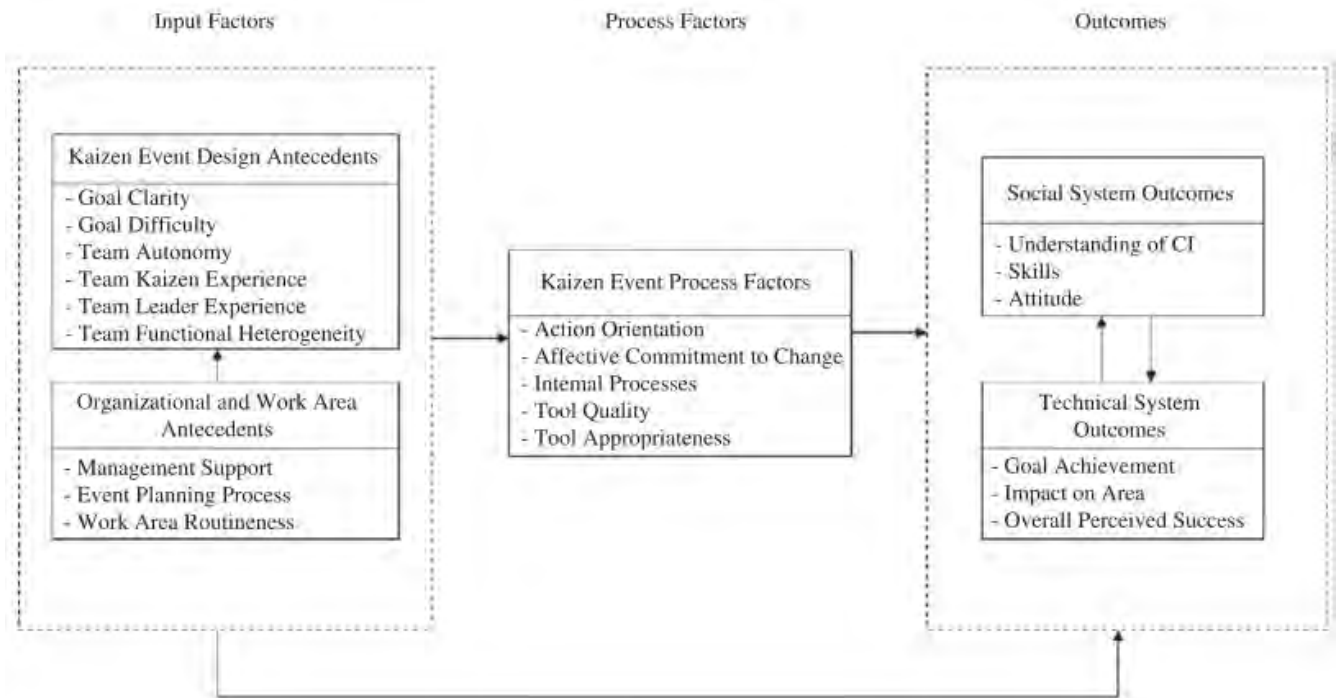 Input Factors
Process Factors
Outcomes
Kaizen Event Design Antecedents
- Goal Clarity
- Goal Difficulty
- Team Autonomy
- Team Kaizen Experience
- Team Leader Experience
- Team Functional Heterogeneity
Organizational and Work Area
Antecedents
- Management Support
- Event Planning Process
- Work Area Routineness
Kaizen Event Process Factors
- Action Orientation
- Affective Commitment to Change
- Internal Processes
- Tool Quality
- Tool Appropriateness
Social System Outcomes
- Understanding of CI
- Skills
- Attitude
Technical System
Outcomes
- Goal Achievement
- Impact on Area
- Overall Perceived Success